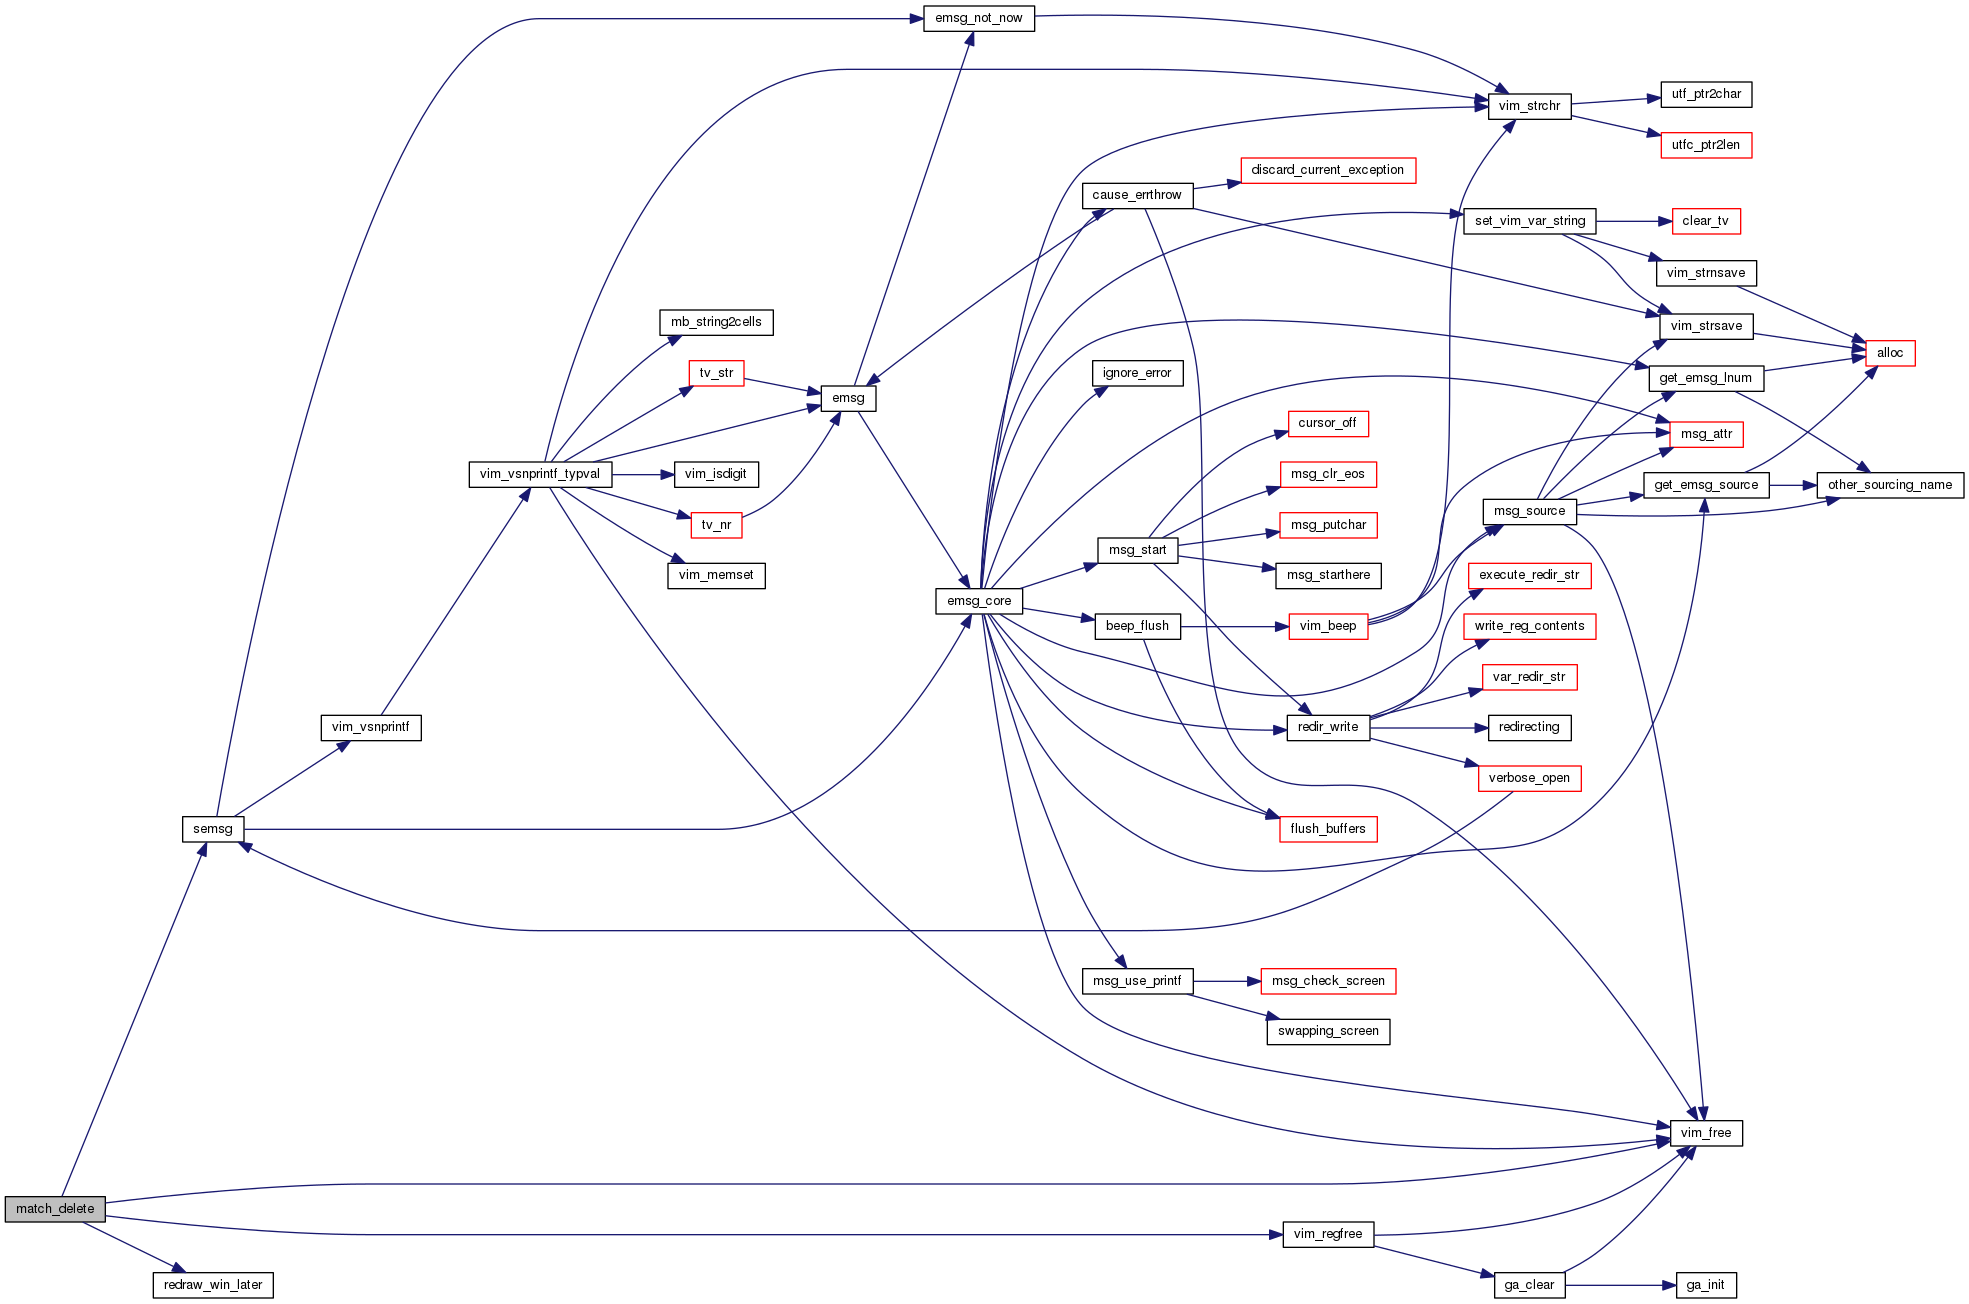 emsg_not_now
utf_ptr2char
vim_strchr
utfc_ptr2len
discard_current_exception
cause_errthrow
set_vim_var_string
clear_tv
vim_strnsave
mb_string2cells
vim_strsave
alloc
tv_str
ignore_error
get_emsg_lnum
emsg
cursor_off
msg_attr
vim_vsnprintf_typval
vim_isdigit
msg_clr_eos
get_emsg_source
other_sourcing_name
msg_source
tv_nr
msg_putchar
msg_start
vim_memset
msg_starthere
execute_redir_str
emsg_core
beep_flush
vim_beep
write_reg_contents
var_redir_str
vim_vsnprintf
redir_write
redirecting
verbose_open
semsg
flush_buffers
msg_use_printf
msg_check_screen
swapping_screen
vim_free
match_delete
vim_regfree
redraw_win_later
ga_clear
ga_init